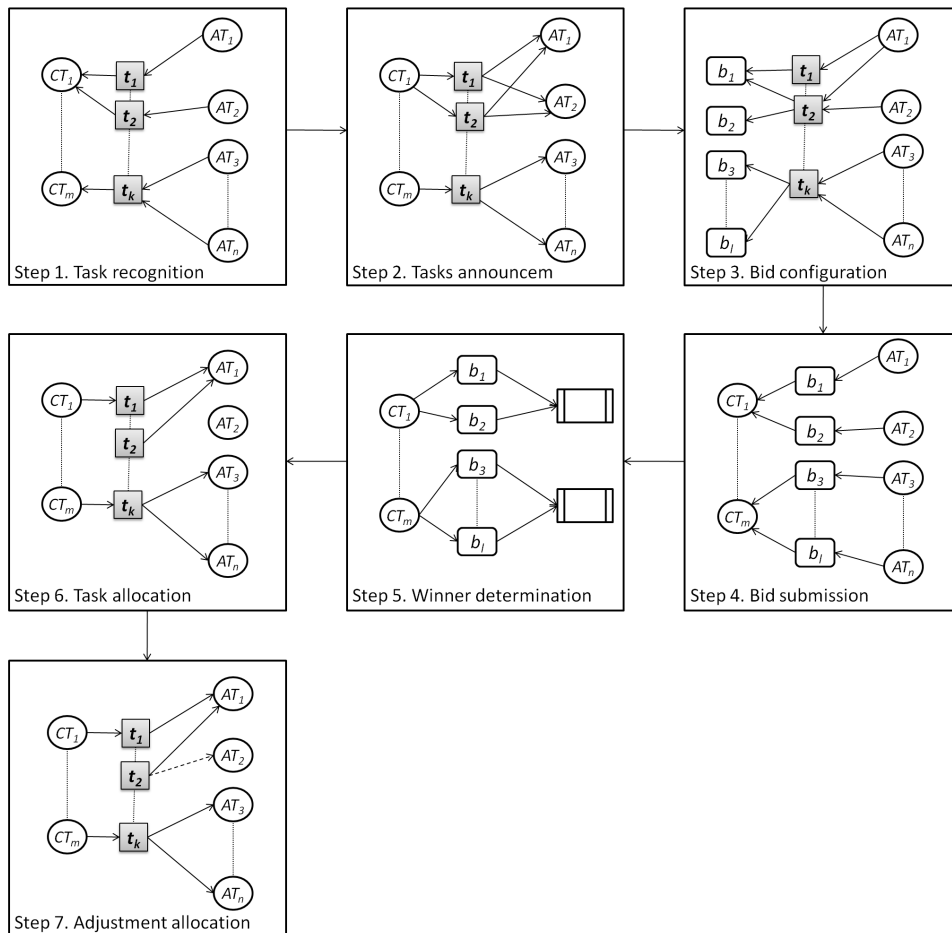 AT1
CT1
t1
t2
AT2
AT3
CTm
tk
ATn
Step 1. Task recognition
AT1
CT1
t1
t2
AT2
AT3
CTm
tk
ATn
Step 2. Tasks announcem
AT1
b1
t1
t2
AT2
b2
AT3
b3
tk
bl
ATn
Step 3. Bid configuration
AT1
b1
CT1
b2
AT2
b3
AT3
CTm
bl
ATn
Step 4. Bid submission
b1
CT1
b2
b3
CTm
bl
Step 5. Winner determination
AT1
CT1
t1
AT2
t2
AT3
CTm
tk
ATn
Step 6. Task allocation
AT1
CT1
t1
AT2
t2
AT3
CTm
tk
ATn
Step 7. Adjustment allocation